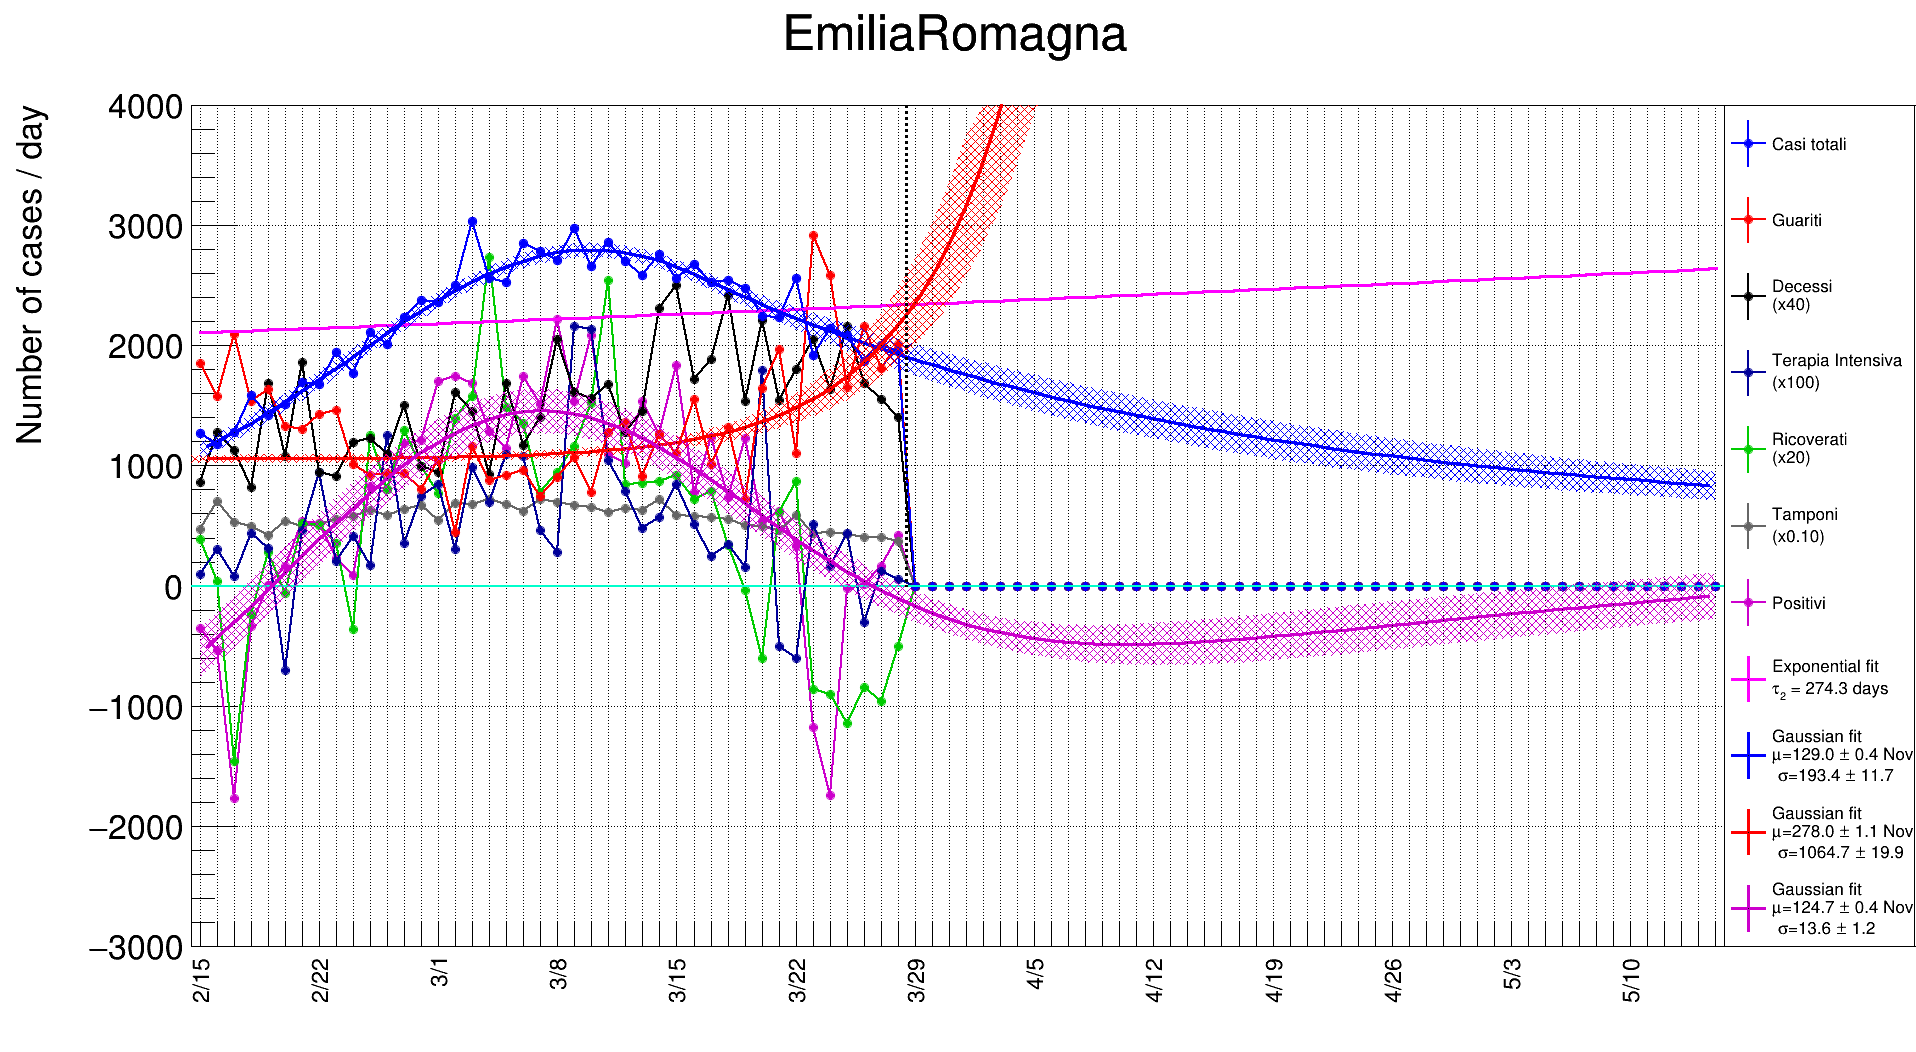 EmiliaRomagna
Number of cases / day
4000
3000
2000
1000
0
−1000
−2000
−3000
2/15
2/22
3/1
3/8
3/15
3/22
3/29
4/5
4/12
4/19
4/26
5/3
5/10
Casi totali
Guariti
Decessi
(x40)
Terapia Intensiva
(x100)
Ricoverati
(x20)
Tamponi
(x0.10)
Positivi
Exponential fit
τ2 = 274.3 days
Gaussian fit
μ=129.0 ± 0.4 Nov
σ=193.4 ± 11.7
Gaussian fit
μ=278.0 ± 1.1 Nov
σ=1064.7 ± 19.9
Gaussian fit
μ=124.7 ± 0.4 Nov
σ=13.6 ± 1.2